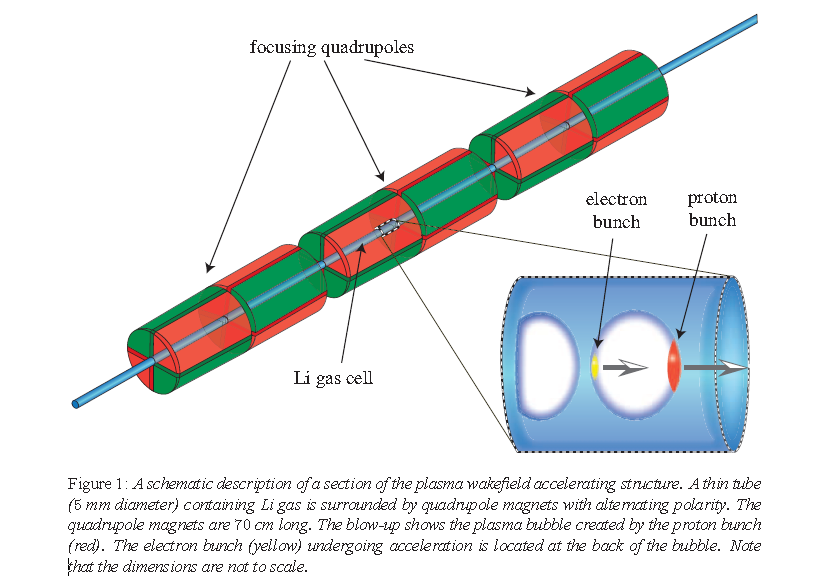 focusing quadrupoles
electron
bunch
proton
bunch
Li gas cell
Figure 1: A schematic description of a section of the plasma wakefield accelerating structure. A thin tube
(5 mm diameter) containing Li gas is surrounded by quadrupole magnets with alternating polarity. The
quadrupole magnets are 70 cm long. The blow-up shows the plasma bubble created by the proton bunch
(red). The electron bunch (yellow) undergoing acceleration is located at the back of the bubble. Note
that the dimensions are not to scale.